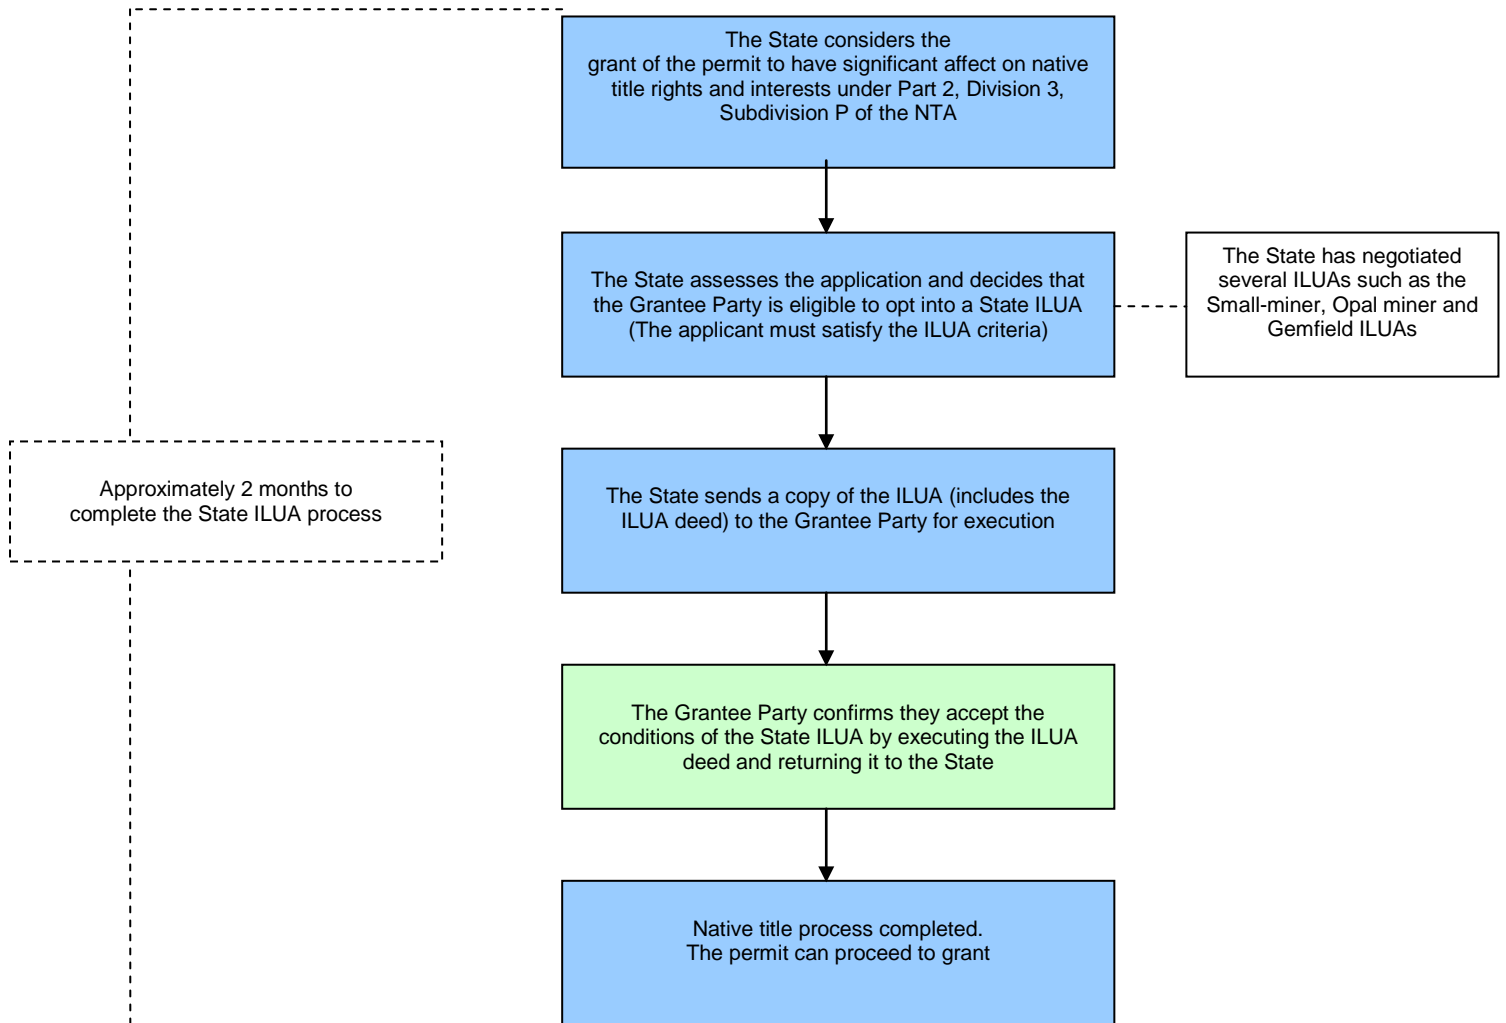 The State considers the
grant of the permit to have significant affect on native
title rights and interests under Part 2, Division 3,
Subdivision P of the NTA
The State assesses the application and decides that
the Grantee Party is eligible to opt into a State ILUA
(The applicant must satisfy the ILUA criteria)
The State has negotiated
several ILUAs such as the
Small-miner, Opal miner and
Gemfield ILUAs
Approximately 2 months to
complete the State ILUA process
The State sends a copy of the ILUA (includes the
ILUA deed) to the Grantee Party for execution
The Grantee Party confirms they accept the
conditions of the State ILUA by executing the ILUA
deed and returning it to the State
Native title process completed.
The permit can proceed to grant